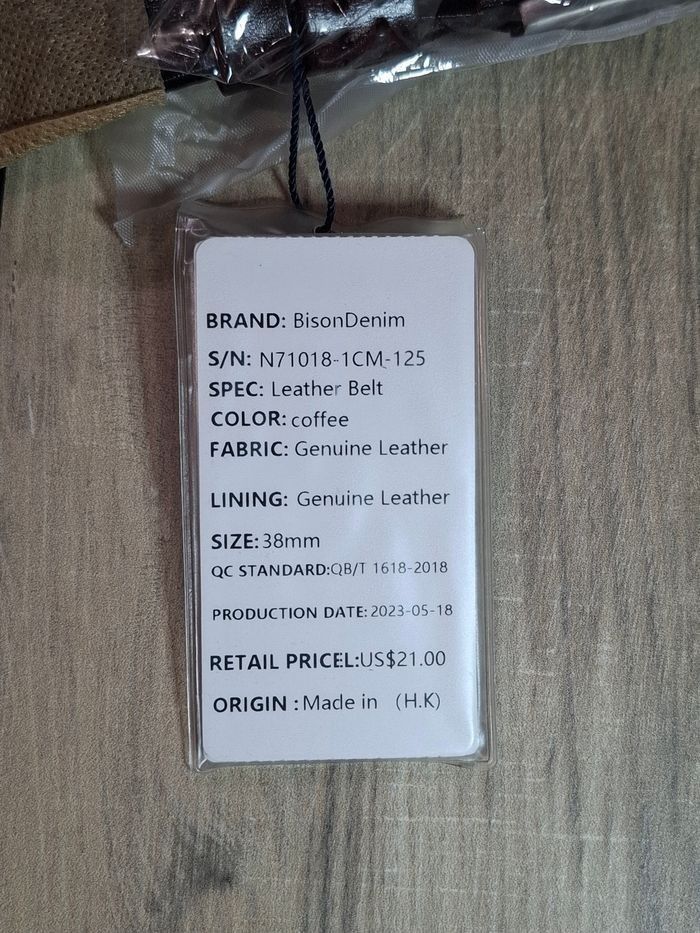 BRAND: BisonDenim
S/N: N71018-1CM-125
SPEC: Leather Belt
COLOR: coffee
FABRIC: Genuine Leather
LINING: Genuine Leather
SIZE: 38mm
QC STANDARD:QB/T 1618-2018
PRODUCTION DATE: 2023-05-18
RETAIL PRICEL:US$21.00
ORIGIN : Made in （H.K)